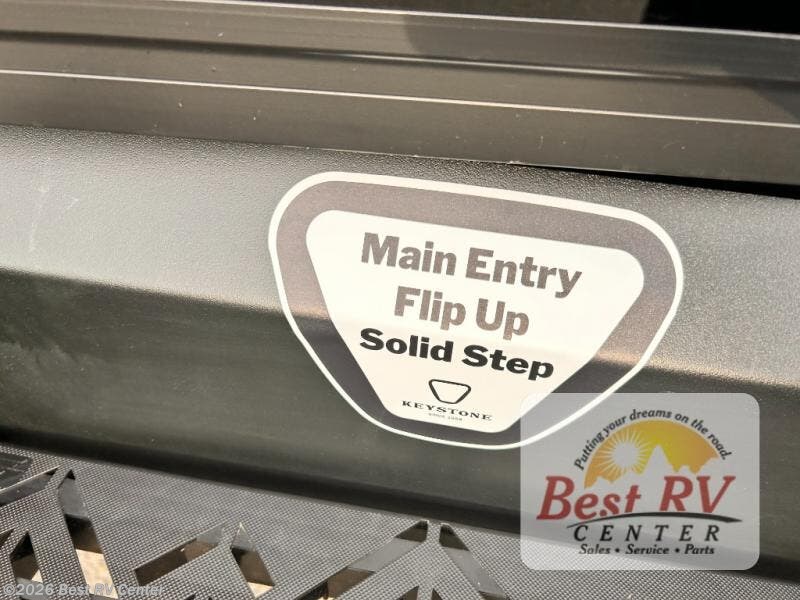 Main Entry
Flip Up
Solid Step
KEYSTONE
Putting your dreams on the road.
Best RV
CENTER
Sales • Service • Parts
©2026 Best RV Center